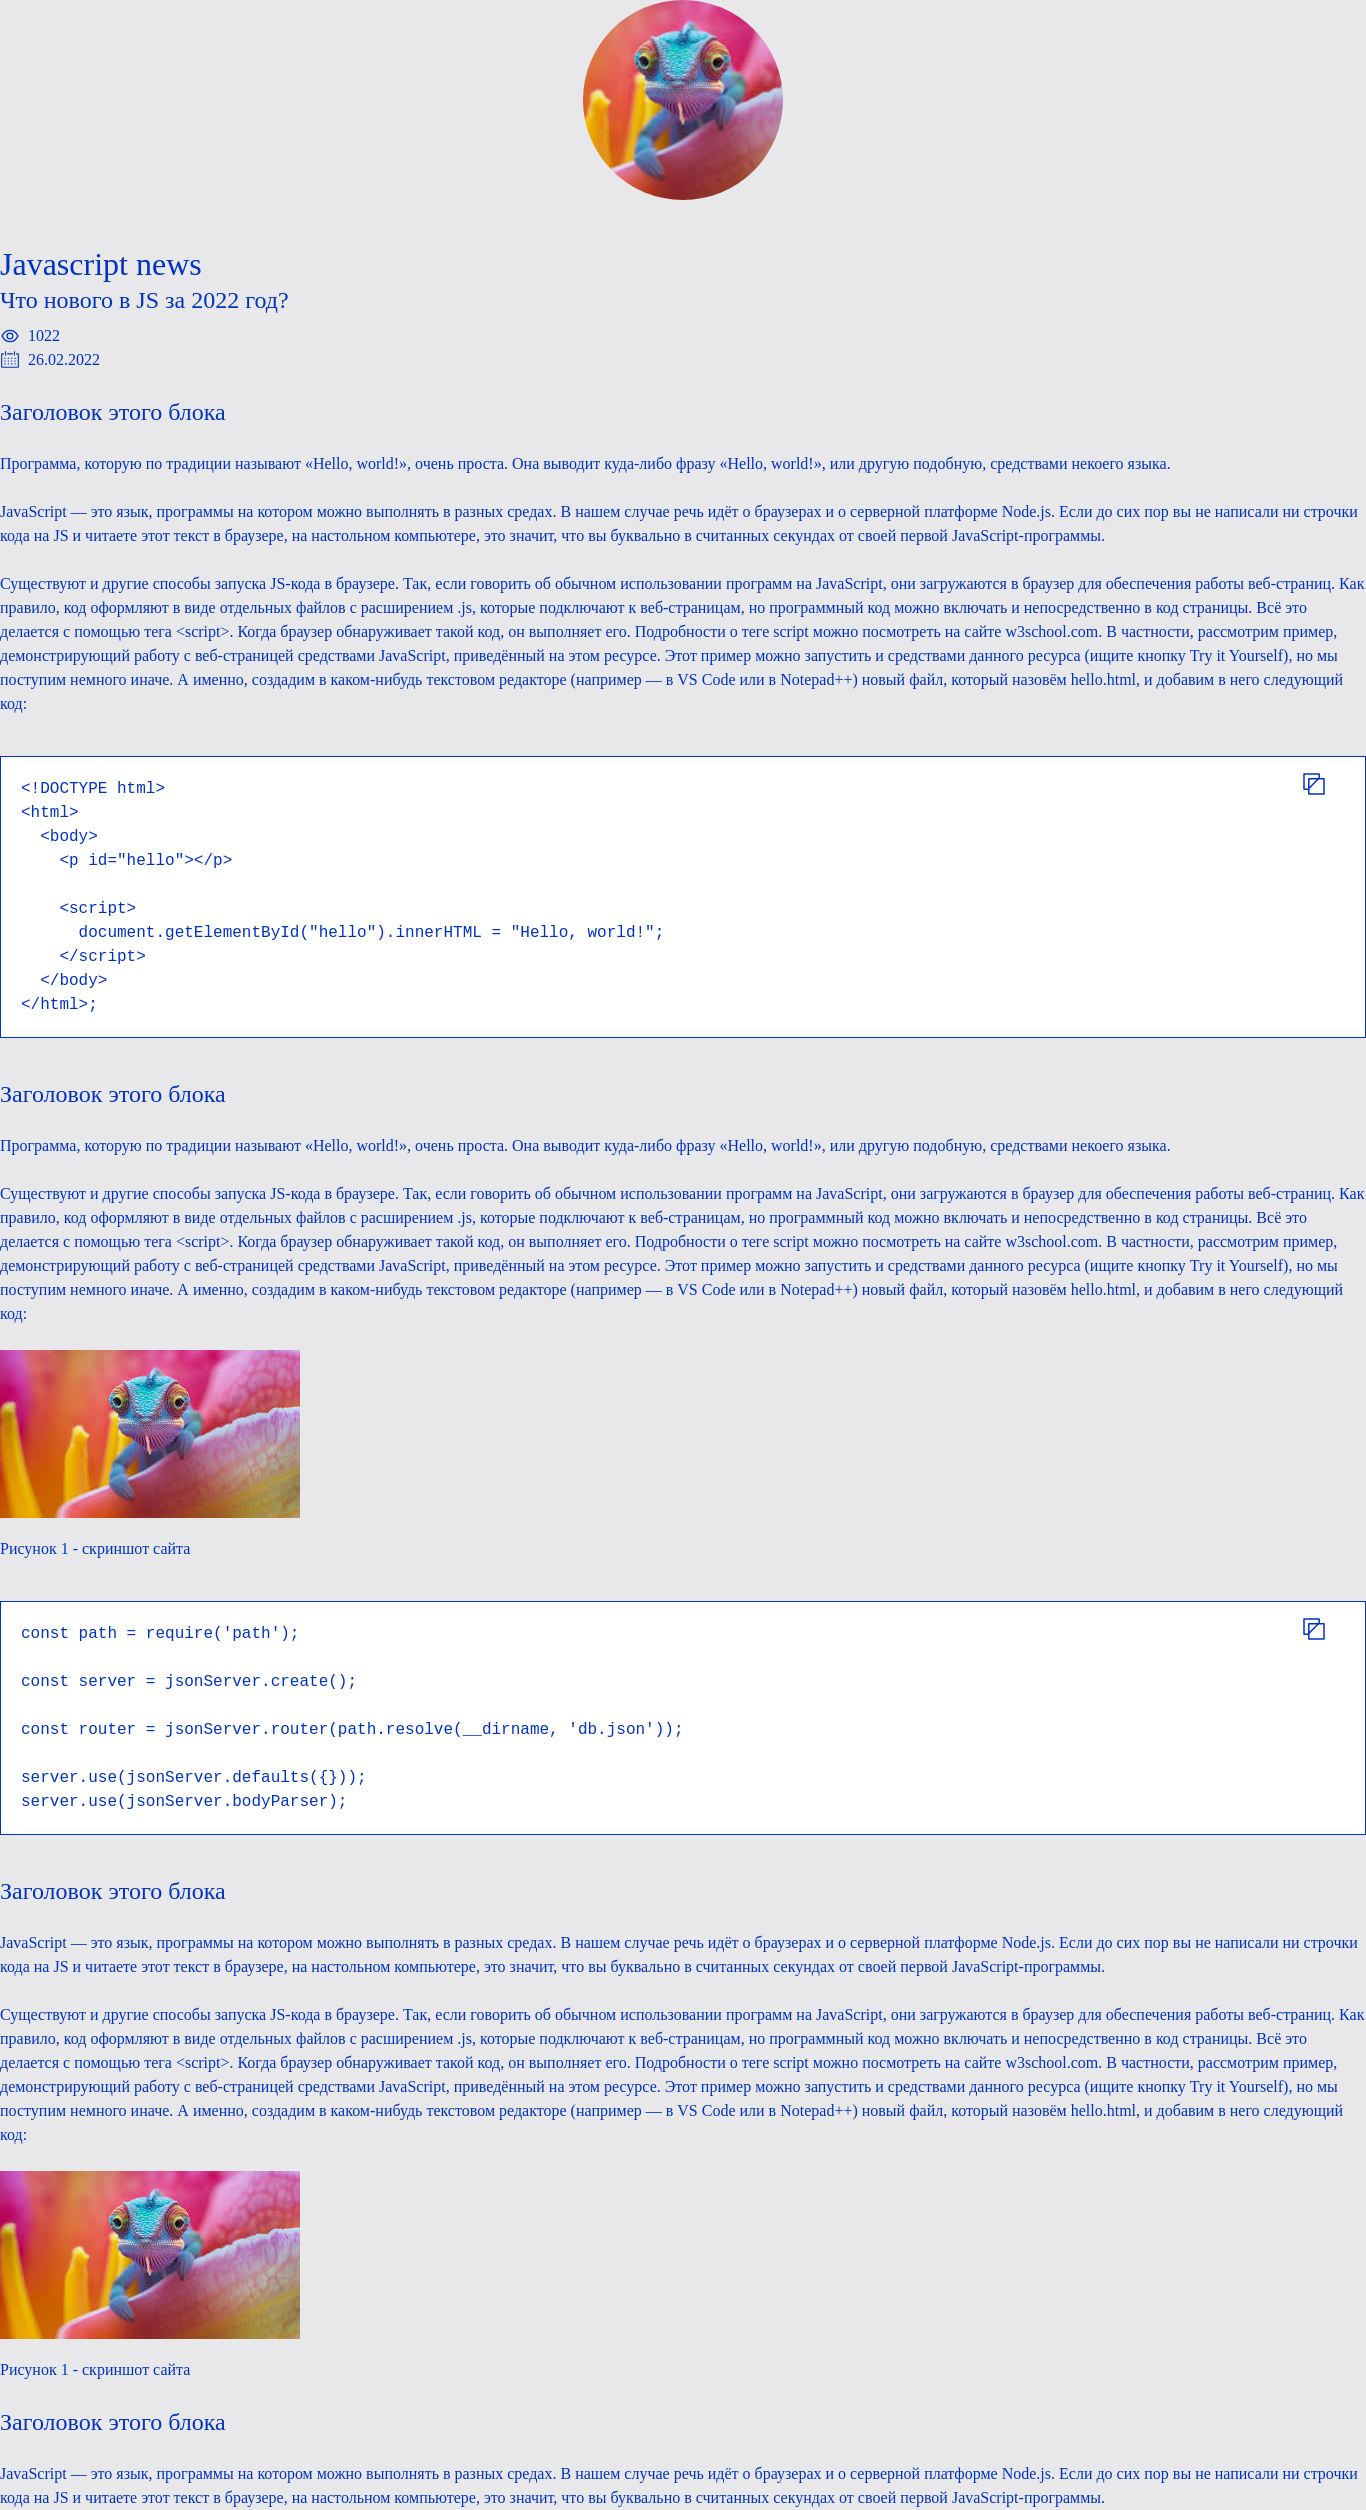 Javascript news
Что нового в JS за 2022 год?
1022
26.02.2022
Заголовок этого блока
Программа, которую по традиции называют «Hello, world!», очень проста. Она выводит куда-либо фразу «Hello, world!», или другую подобную, средствами некоего языка.
JavaScript — это язык, программы на котором можно выполнять в разных средах. В нашем случае речь идёт о браузерах и о серверной платформе Node.js. Если до сих пор вы не написали ни строчки
кода на JS и читаете этот текст в браузере, на настольном компьютере, это значит, что вы буквально в считанных секундах от своей первой JavaScript-программы.
Существуют и другие способы запуска JS-кода в браузере. Так, если говорить об обычном использовании программ на JavaScript, они загружаются в браузер для обеспечения работы веб-страниц. Как
правило, код оформляют в виде отдельных файлов с расширением .js, которые подключают к веб-страницам, но программный код можно включать и непосредственно в код страницы. Всё это
делается с помощью тега <script>. Когда браузер обнаруживает такой код, он выполняет его. Подробности о теге script можно посмотреть на сайте w3school.com. В частности, рассмотрим пример,
демонстрирующий работу с веб-страницей средствами JavaScript, приведённый на этом ресурсе. Этот пример можно запустить и средствами данного ресурса (ищите кнопку Try it Yourself), но мы
поступим немного иначе. А именно, создадим в каком-нибудь текстовом редакторе (например — в VS Code или в Notepad++) новый файл, который назовём hello.html, и добавим в него следующий
код:
<!DOCTYPE html>
<html>
  <body>
    <p id="hello"></p>
    <script>
      document.getElementById("hello").innerHTML = "Hello, world!";
    </script>
  </body>
</html>;
Заголовок этого блока
Программа, которую по традиции называют «Hello, world!», очень проста. Она выводит куда-либо фразу «Hello, world!», или другую подобную, средствами некоего языка.
Существуют и другие способы запуска JS-кода в браузере. Так, если говорить об обычном использовании программ на JavaScript, они загружаются в браузер для обеспечения работы веб-страниц. Как
правило, код оформляют в виде отдельных файлов с расширением .js, которые подключают к веб-страницам, но программный код можно включать и непосредственно в код страницы. Всё это
делается с помощью тега <script>. Когда браузер обнаруживает такой код, он выполняет его. Подробности о теге script можно посмотреть на сайте w3school.com. В частности, рассмотрим пример,
демонстрирующий работу с веб-страницей средствами JavaScript, приведённый на этом ресурсе. Этот пример можно запустить и средствами данного ресурса (ищите кнопку Try it Yourself), но мы
поступим немного иначе. А именно, создадим в каком-нибудь текстовом редакторе (например — в VS Code или в Notepad++) новый файл, который назовём hello.html, и добавим в него следующий
код:
Рисунок 1 - скриншот сайта
const path = require('path');
const server = jsonServer.create();
const router = jsonServer.router(path.resolve(__dirname, 'db.json'));
server.use(jsonServer.defaults({}));
server.use(jsonServer.bodyParser);
Заголовок этого блока
JavaScript — это язык, программы на котором можно выполнять в разных средах. В нашем случае речь идёт о браузерах и о серверной платформе Node.js. Если до сих пор вы не написали ни строчки
кода на JS и читаете этот текст в браузере, на настольном компьютере, это значит, что вы буквально в считанных секундах от своей первой JavaScript-программы.
Существуют и другие способы запуска JS-кода в браузере. Так, если говорить об обычном использовании программ на JavaScript, они загружаются в браузер для обеспечения работы веб-страниц. Как
правило, код оформляют в виде отдельных файлов с расширением .js, которые подключают к веб-страницам, но программный код можно включать и непосредственно в код страницы. Всё это
делается с помощью тега <script>. Когда браузер обнаруживает такой код, он выполняет его. Подробности о теге script можно посмотреть на сайте w3school.com. В частности, рассмотрим пример,
демонстрирующий работу с веб-страницей средствами JavaScript, приведённый на этом ресурсе. Этот пример можно запустить и средствами данного ресурса (ищите кнопку Try it Yourself), но мы
поступим немного иначе. А именно, создадим в каком-нибудь текстовом редакторе (например — в VS Code или в Notepad++) новый файл, который назовём hello.html, и добавим в него следующий
код:
Рисунок 1 - скриншот сайта
Заголовок этого блока
JavaScript — это язык, программы на котором можно выполнять в разных средах. В нашем случае речь идёт о браузерах и о серверной платформе Node.js. Если до сих пор вы не написали ни строчки
кода на JS и читаете этот текст в браузере, на настольном компьютере, это значит, что вы буквально в считанных секундах от своей первой JavaScript-программы.